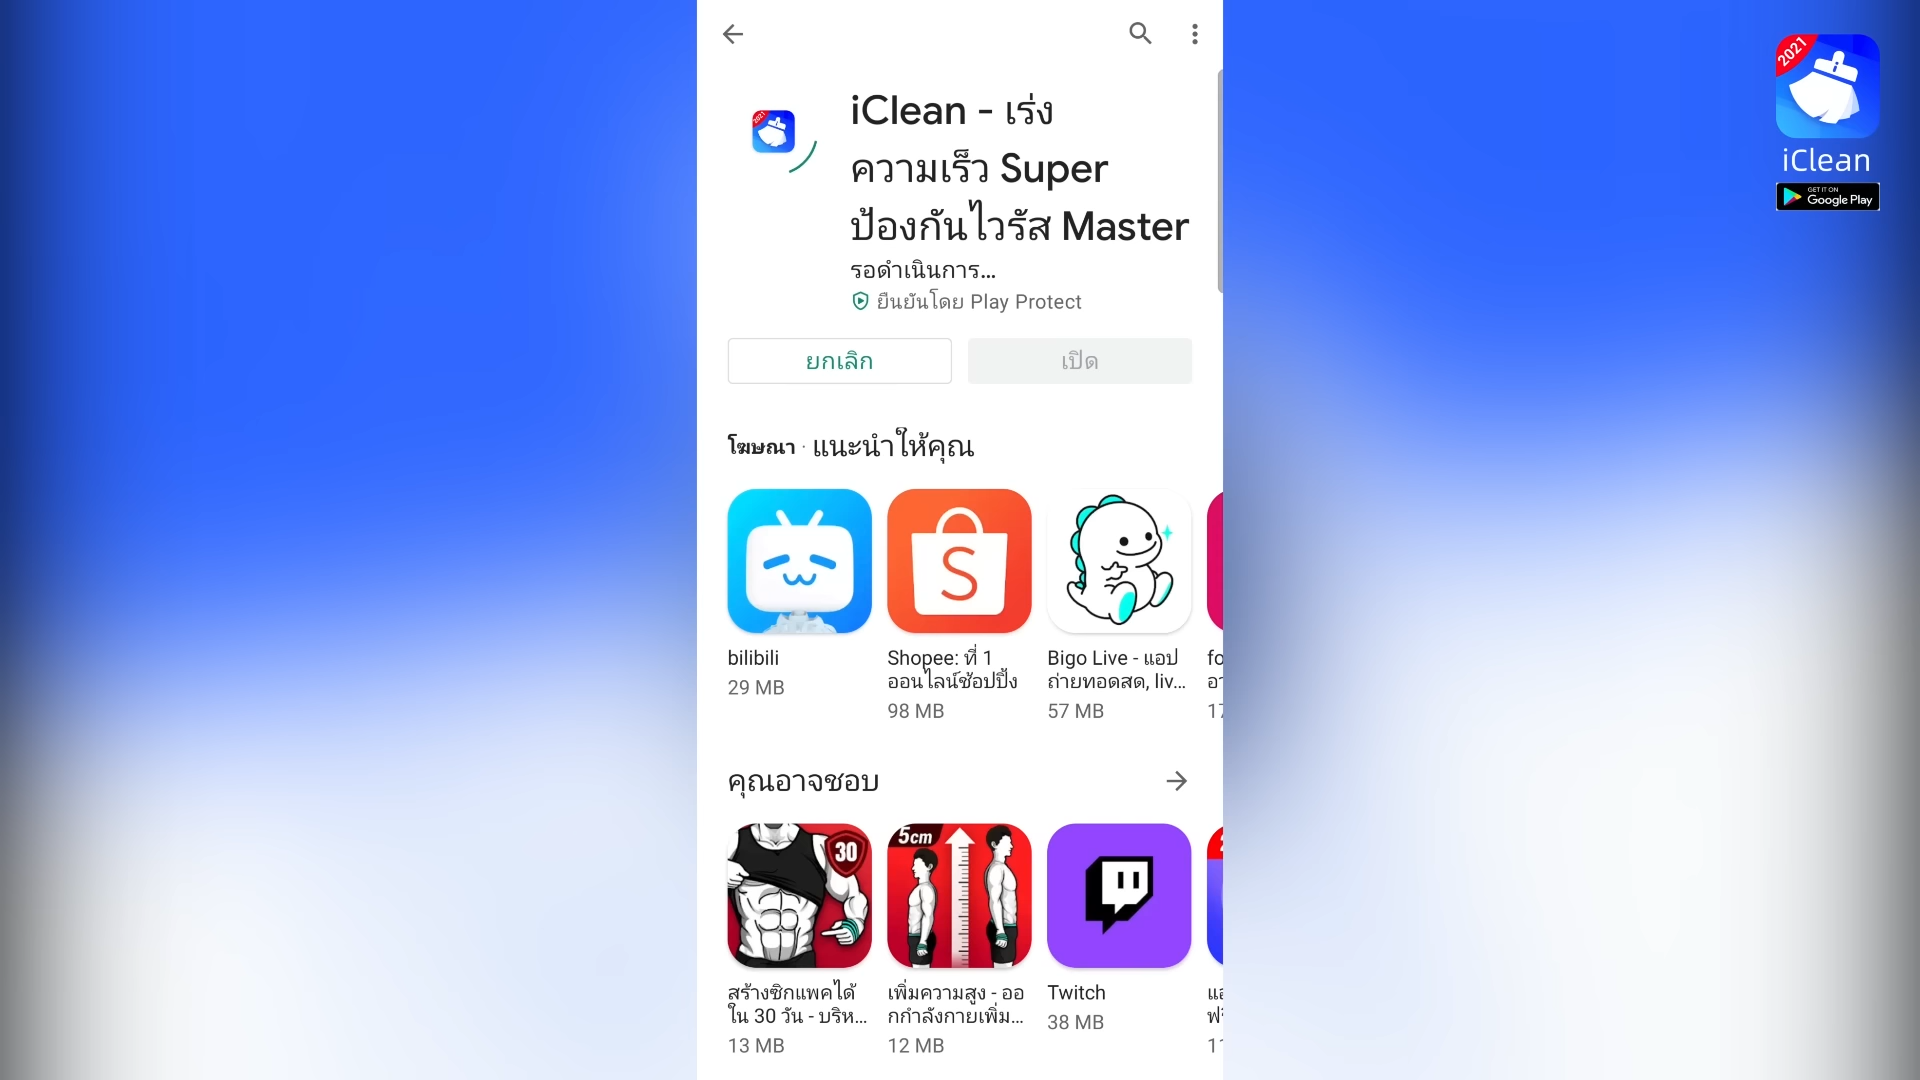 2021
iClean
GET IT ON
Google Play
2021
iClean - เร่ง
ความเร็ว Super
ป้องกันไวรัส Master
รอดำเนินการ...
ยืนยันโดย Play Protect
ยกเลิก
เปิด
โฆษณา · แนะนำให้คุณ
S
bilibili
29 MB
Shopee: ที่ 1
ออนไลน์ช้อปปิ้ง
98 MB
Bigo Live - แอป
ถ่ายทอดสด, liv...
57 MB
คุณอาจชอบ
30
5cm
สร้างซิกแพคได้
ใน 30 วัน - บริห...
13 MB
เพิ่มความสูง - ออ
กกำลังกายเพิ่ม...
12 MB
Twitch
38 MB